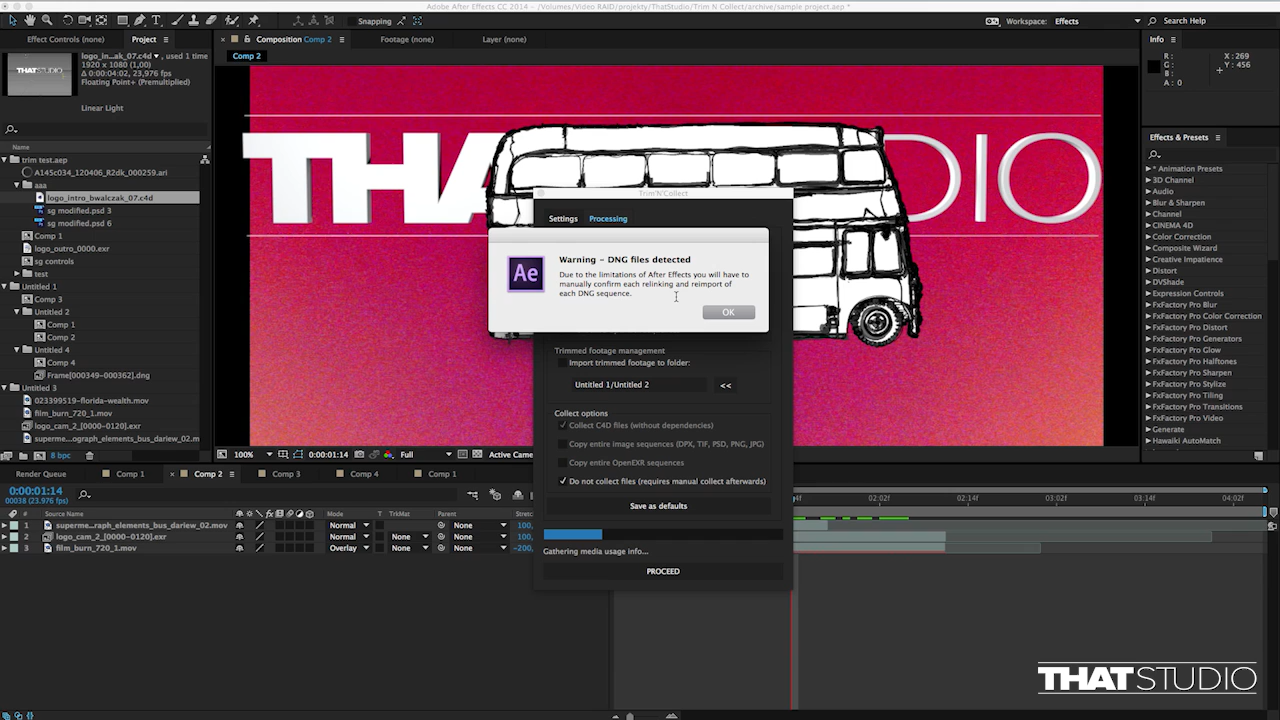 Adobe After Effects CC 2014 – /Volumes/Video RAID/projekty/ThatStudio/Trim N Collect/archive/sample project.aep *
Snapping
Workspace: Effects
Search Help
Effect Controls (none)
Project
Composition Comp 2
Footage (none)
Layer (none)
Info
Comp 2
logo_in...ak_07.c4d, used 1 time
1920 x 1080 (1,00)
Δ 0:00:04:02, 23,976 fps
Floating Point+ (Premultiplied)
Linear Light
THATSTUDIO
R:
G:
B:
A: 0
X: 269
Y: 456
Name
trim test.aep
A145c034_120406_R2dk_000259.ari
aaa
logo_intro_bwalczak_07.c4d
sg modified.psd 3
sg modified.psd 6
Comp 1
logo_outro_0000.exr
sg controls
test
Untitled 1
Comp 3
Untitled 2
Comp 1
Comp 2
Untitled 4
Comp 4
Frame[000349-000362].dng
Untitled 3
023399519-florida-wealth.mov
film_burn_720_1.mov
logo_cam_2_[0000-0120].exr
superme...ograph_elements_bus_dariew_02.m
8 bpc
THA
STUDIO
Trim'N'Collect
Settings
Processing
Ae
Warning – DNG files detected
Due to the limitations of After Effects you will have to
manually confirm each relinking and reimport of
each DNG sequence.
OK
Trimmed footage management
Import trimmed footage to folder:
Untitled 1/Untitled 2
<<
Collect options
Collect C4D files (without dependencies)
Copy entire image sequences (DPX, TIF, PSD, PNG, JPG)
Copy entire OpenEXR sequences
Do not collect files (requires manual collect afterwards)
Save as defaults
Gathering media usage info...
PROCEED
Effects & Presets
* Animation Presets
3D Channel
Audio
Blur & Sharpen
Channel
CINEMA 4D
Color Correction
Composite Wizard
Creative Impatience
Distort
DVShade
Expression Controls
FxFactory Pro Blur
FxFactory Pro Color Correction
FxFactory Pro Distort
FxFactory Pro Generators
FxFactory Pro Glow
FxFactory Pro Halftones
FxFactory Pro Sharpen
FxFactory Pro Stylize
FxFactory Pro Tiling
FxFactory Pro Transitions
FxFactory Pro Video
Generate
Hawaiki AutoMatch
100%
0:00:01:14
Full
Active Came
Render Queue
Comp 1
Comp 2
Comp 3
Comp 4
Comp 1
0:00:01:14
00038 (23.976 fps)
# Source Name
Mode
T TrkMat
Parent
Stretc
1 superme...raph_elements_bus_dariew_02.mov
Normal
None
100,
2 logo_cam_2_[0000-0120].exr
Normal
None
None
100,
3 film_burn_720_1.mov
Overlay
None
None
-200,
4f
02:02f
02:14f
03:02f
03:14f
04:02f
THATSTUDIO